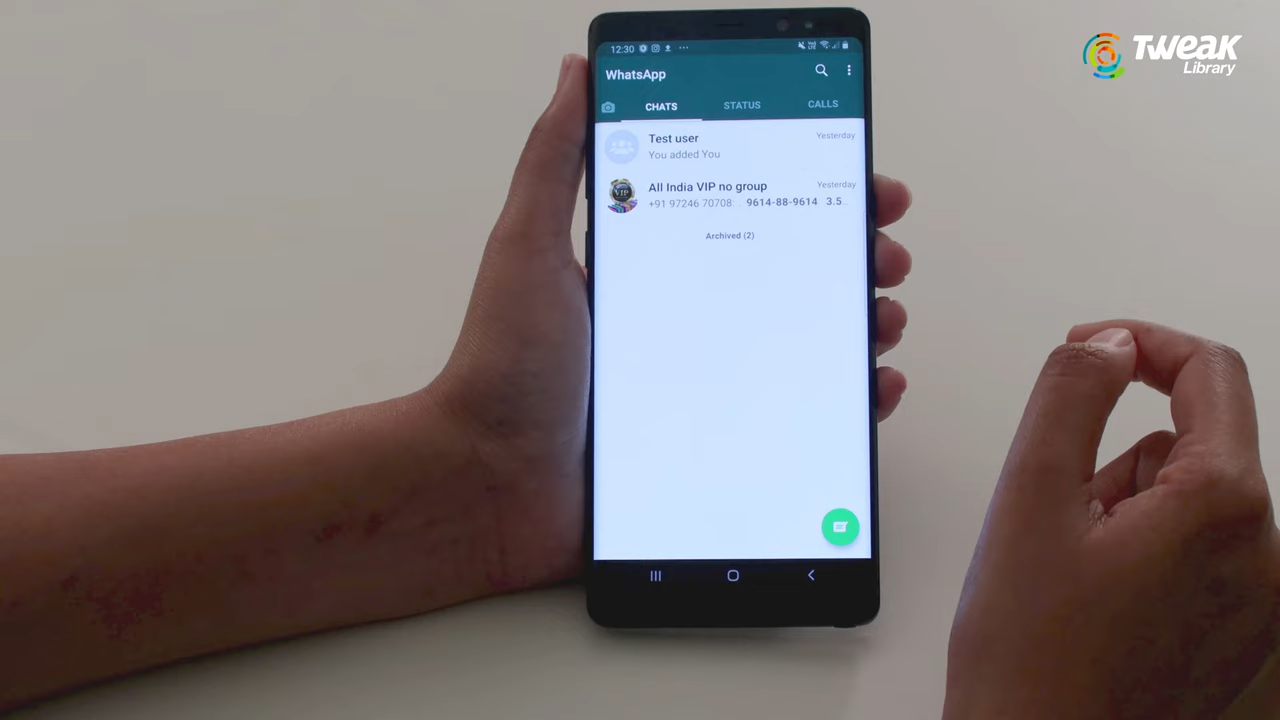 TWEAK
Library
12:30
WhatsApp
CHATS STATUS CALLS
Test user Yesterday
You added You
All India VIP no group Yesterday
+91 97246 70708: 9614-88-9614 3.5...
VIP
Archived (2)